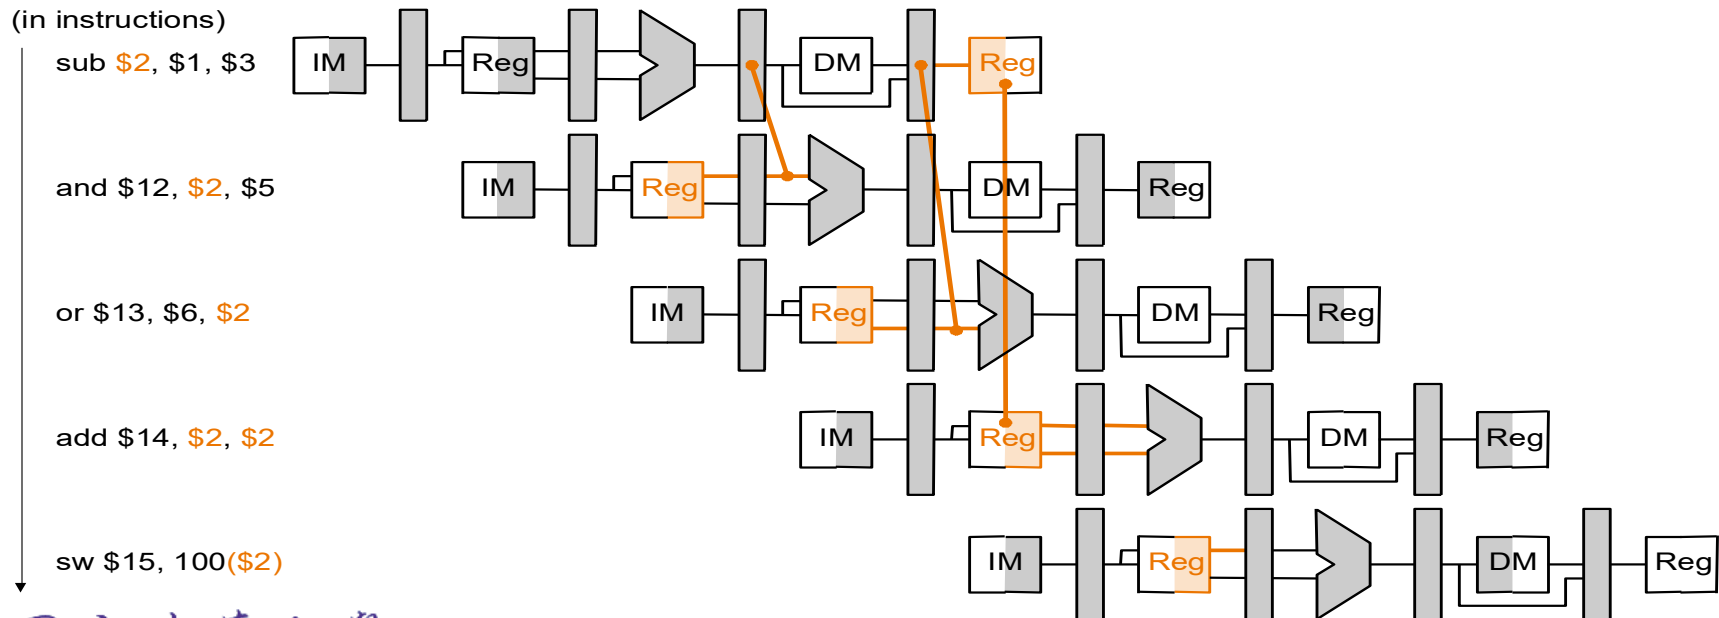 (in instructions)
sub $2, $1, $3 IM Reg DM Reg
and $12, $2, $5 IM Reg DM Reg
or $13, $6, $2 IM Reg DM Reg
add $14, $2, $2 IM Reg DM Reg
sw $15, 100($2) IM Reg DM Reg